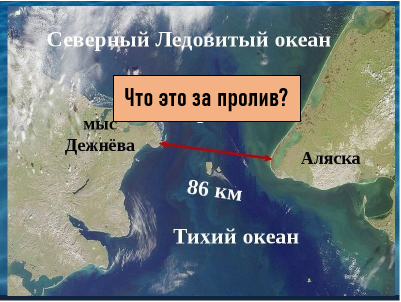 Северный Ледовитый океан
Что это за пролив?
мыс
Дежнёва
Аляска
86 км
Тихий океан